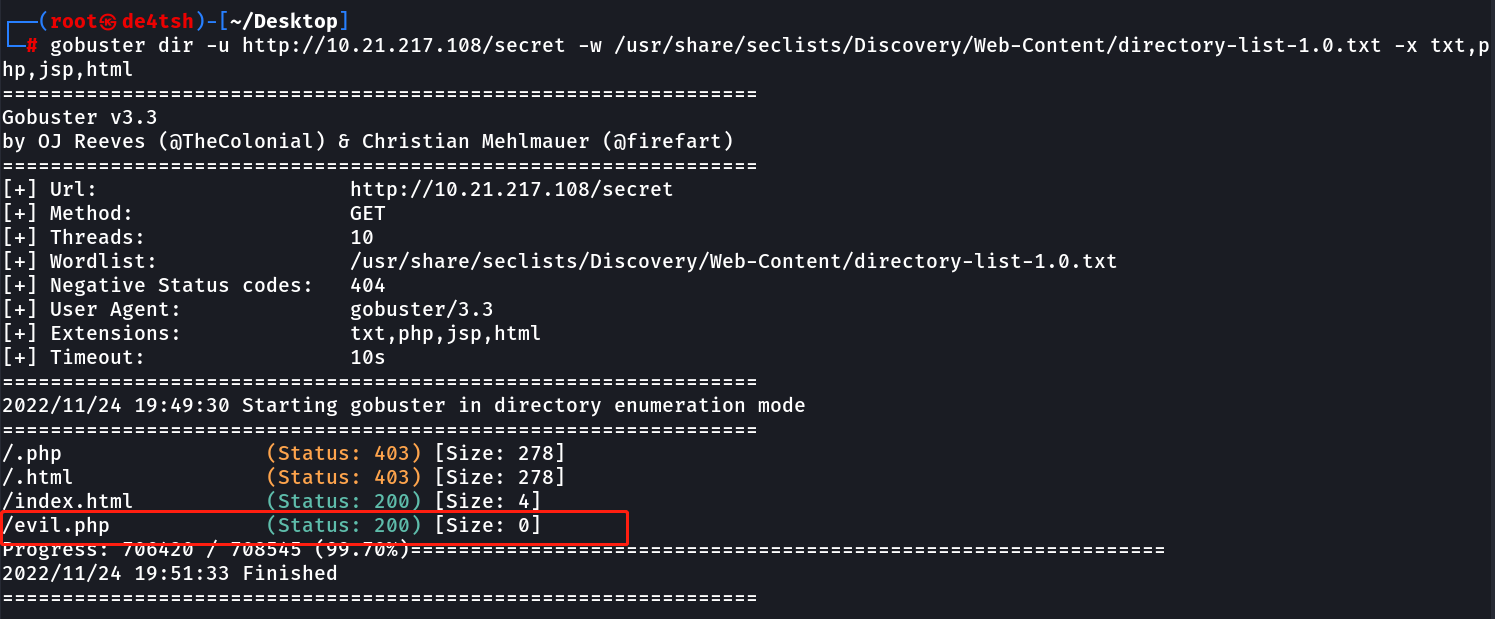 ┌──(root㉿de4tsh)-[~/Desktop]
└─# gobuster dir -u http://10.21.217.108/secret -w /usr/share/seclists/Discovery/Web-Content/directory-list-1.0.txt -x txt,p
hp,jsp,html
===============================================================
Gobuster v3.3
by OJ Reeves (@TheColonial) & Christian Mehlmauer (@firefart)
===============================================================
[+] Url:                     http://10.21.217.108/secret
[+] Method:                  GET
[+] Threads:                 10
[+] Wordlist:                /usr/share/seclists/Discovery/Web-Content/directory-list-1.0.txt
[+] Negative Status codes:   404
[+] User Agent:              gobuster/3.3
[+] Extensions:              txt,php,jsp,html
[+] Timeout:                 10s
===============================================================
2022/11/24 19:49:30 Starting gobuster in directory enumeration mode
===============================================================
/.php                 (Status: 403) [Size: 278]
/.html                (Status: 403) [Size: 278]
/index.html           (Status: 200) [Size: 4]
/evil.php             (Status: 200) [Size: 0]
Progress: 706420 / 708545 (99.70%)===============================================================
2022/11/24 19:51:33 Finished
===============================================================